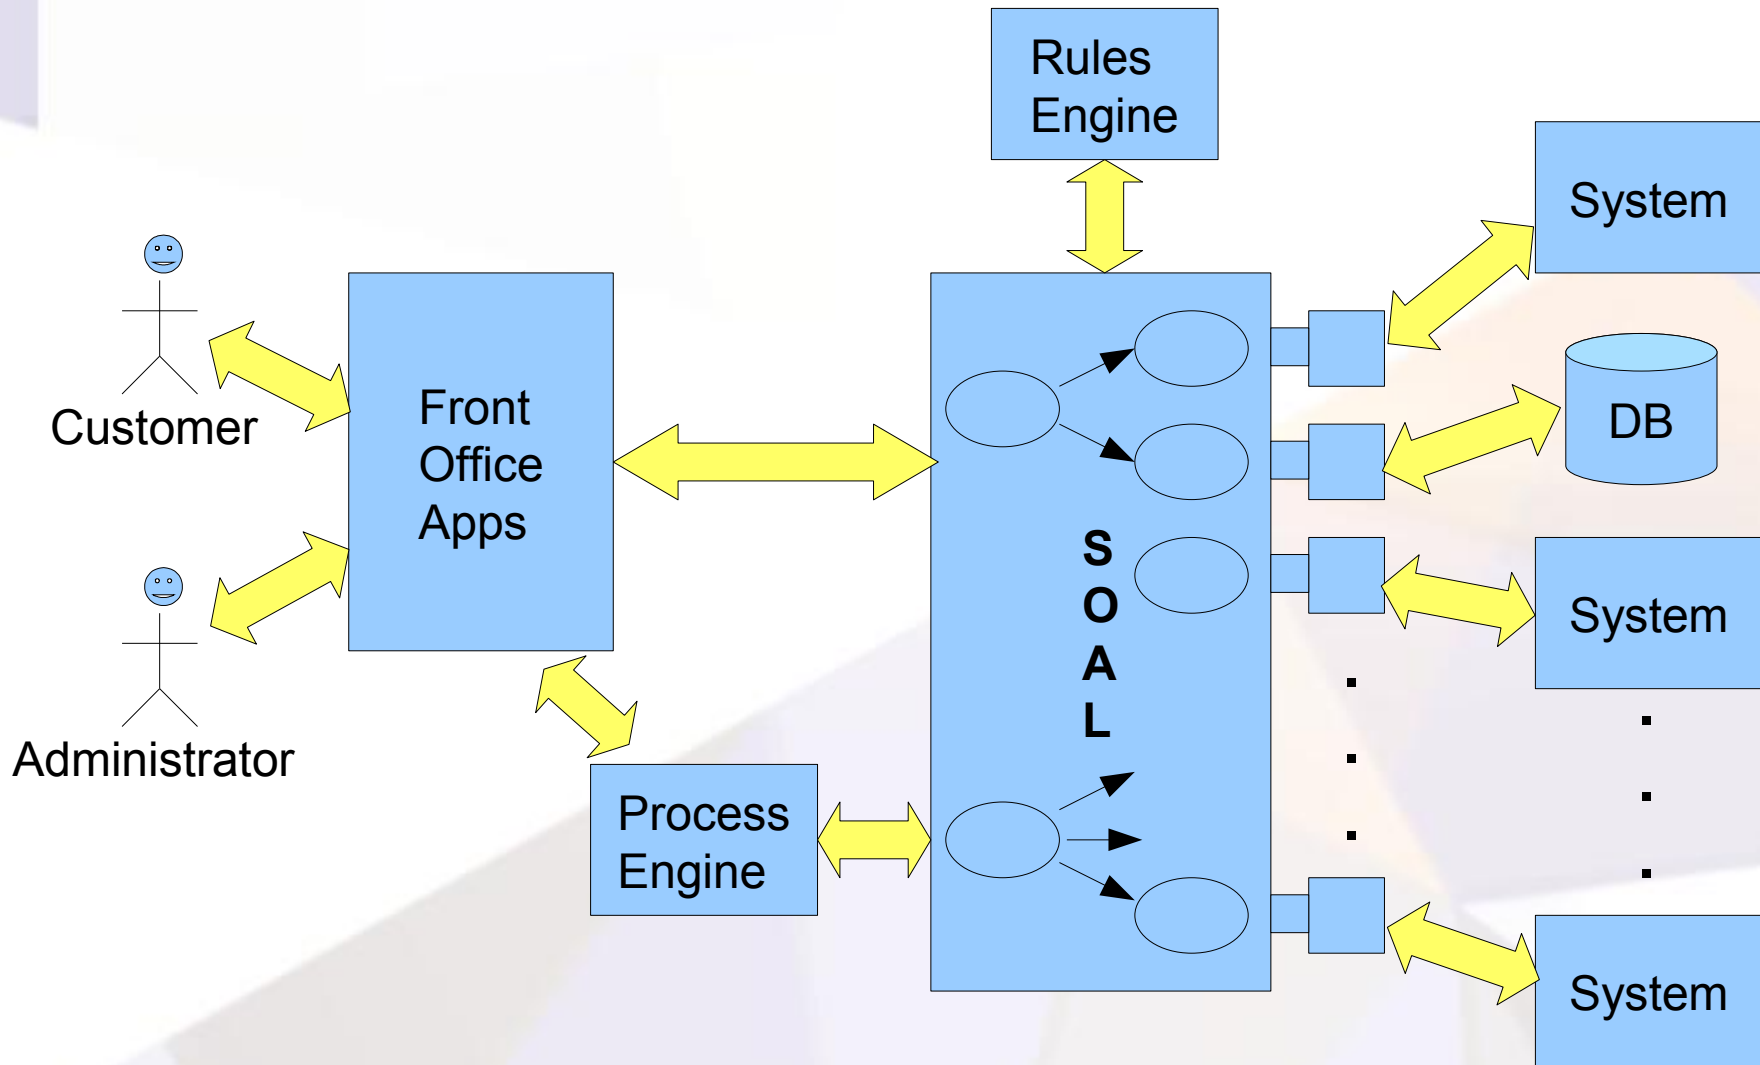 Rules
Engine
System
Customer
Front
Office
Apps
DB
S
O
A
L
System
Administrator
Process
Engine
System